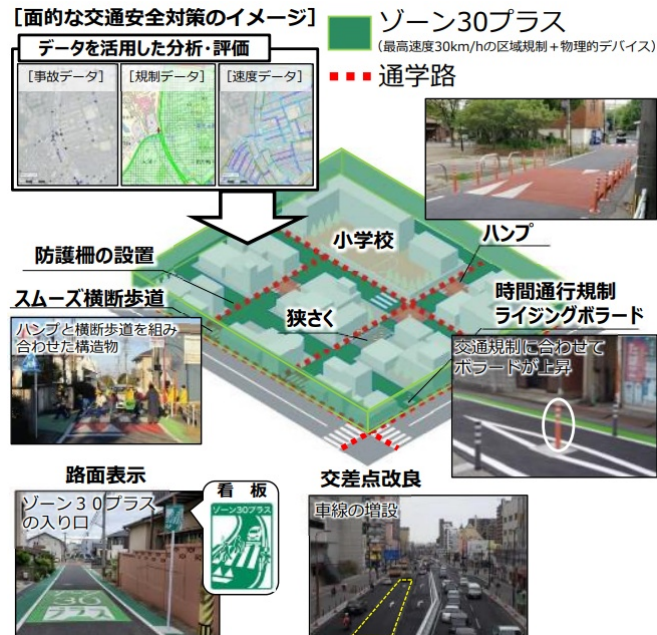 [面的な交通安全対策のイメージ]
データを活用した分析・評価
[事故データ]
[規制データ]
[速度データ]
ゾーン30プラス
(最高速度30km/hの区域規制+物理的デバイス)
通学路
小学校
ハンプ
防護柵の設置
スムーズ横断歩道
ハンプと横断歩道を組み
合わせた構造物
狭さく
時間通行規制
ライジングボラード
交通規制に合わせて
ボラードが上昇
路面表示
ゾーン30プラス
の入り口
看板
ゾーン30プラス
ゾーン
30
プラス
交差点改良
車線の増設